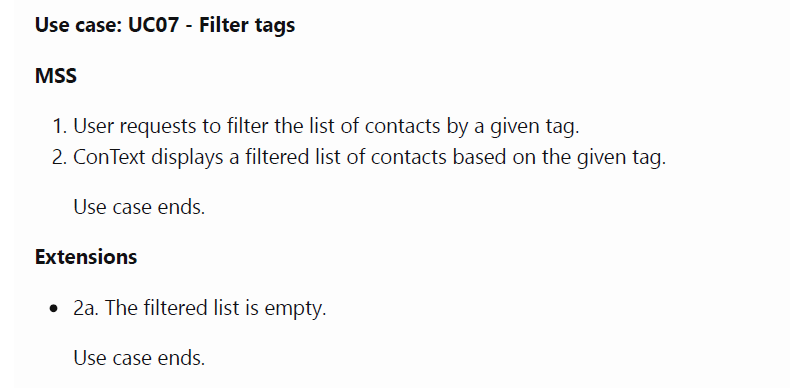 Use case: UC07 - Filter tags
MSS
1. User requests to filter the list of contacts by a given tag.
2. ConText displays a filtered list of contacts based on the given tag.
Use case ends.
Extensions
• 2a. The filtered list is empty.
Use case ends.